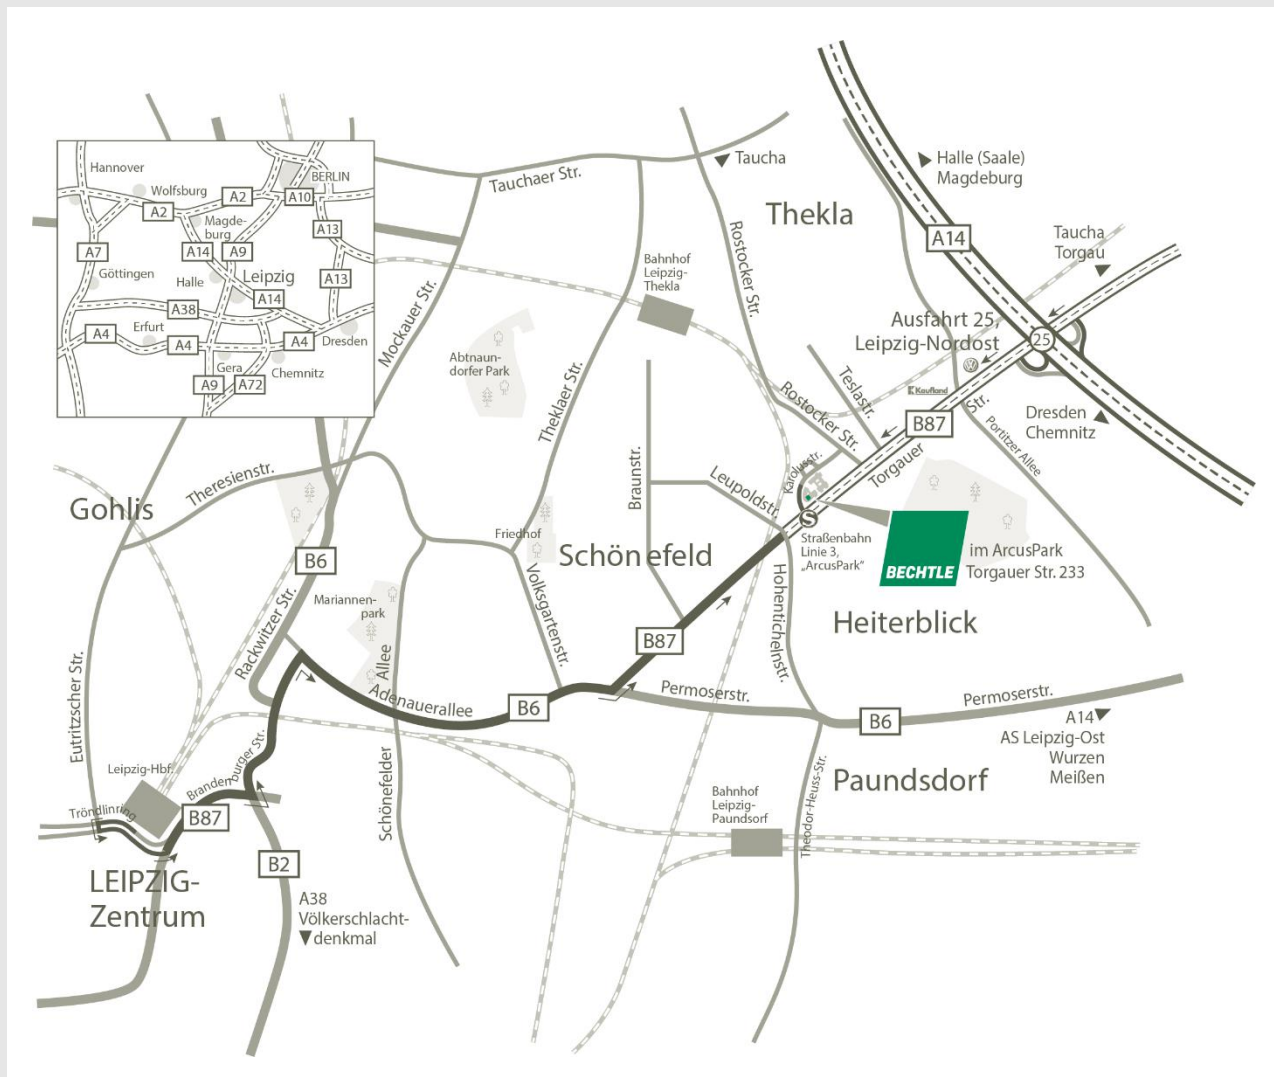 Hannover
Wolfsburg
BERLIN
A2
A2
A10
Magde-
burg
A13
A7
A14
A9
Göttingen
Halle
Leipzig
A13
A14
A38
Erfurt
A4
A4
A4
Dresden
Gera
Chemnitz
A9
A72
Tauchaer Str.
Taucha
Thekla
Halle (Saale)
Magdeburg
A14
Taucha
Torgau
Rostocker Str.
Bahnhof
Leipzig-
Thekla
Mockauer Str.
Ausfahrt 25,
Leipzig-Nordost
25
Abtnaun-
dorfer Park
Theklaer Str.
Teslastr.
Kaufland
Rostocker Str.
B87
Torgauer
Str.
Dresden
Chemnitz
Portitzer Allee
Theresienstr.
Gohlis
Braunstr.
Leupoldstr.
Karolusstr.
S
Straßenbahn
Linie 3,
„ArcusPark“
Friedhof
Schönefeld
BECHTLE
im ArcusPark
Torgauer Str. 233
B6
Mariannen-
park
Volksgartenstr.
Hohentichelnstr.
Heiterblick
Rackwitzer Str.
B87
Eutritzscher Str.
Schönefelder
Allee
Adenauerallee
B6
Permoserstr.
B6
Permoserstr.
A14
AS Leipzig-Ost
Wurzen
Meißen
Leipzig-Hbf.
Branden-
burger Str.
Tröndlinring
B87
Bahnhof
Leipzig-
Paunsdorf
Theodor-Heuss-Str.
Paundsdorf
B2
LEIPZIG-
Zentrum
A38
Völkerschlacht-
denkmal